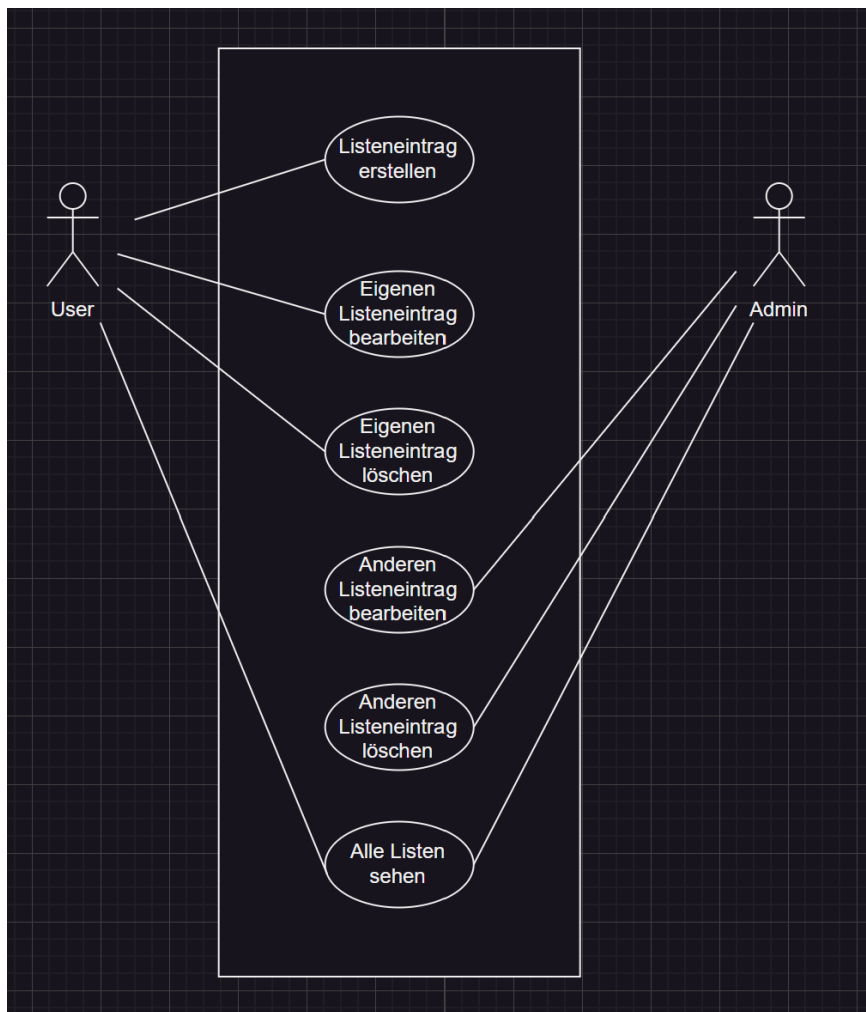 Listeneintrag
erstellen
User
Admin
Eigenen
Listeneintrag
bearbeiten
Eigenen
Listeneintrag
löschen
Anderen
Listeneintrag
bearbeiten
Anderen
Listeneintrag
löschen
Alle Listen
sehen